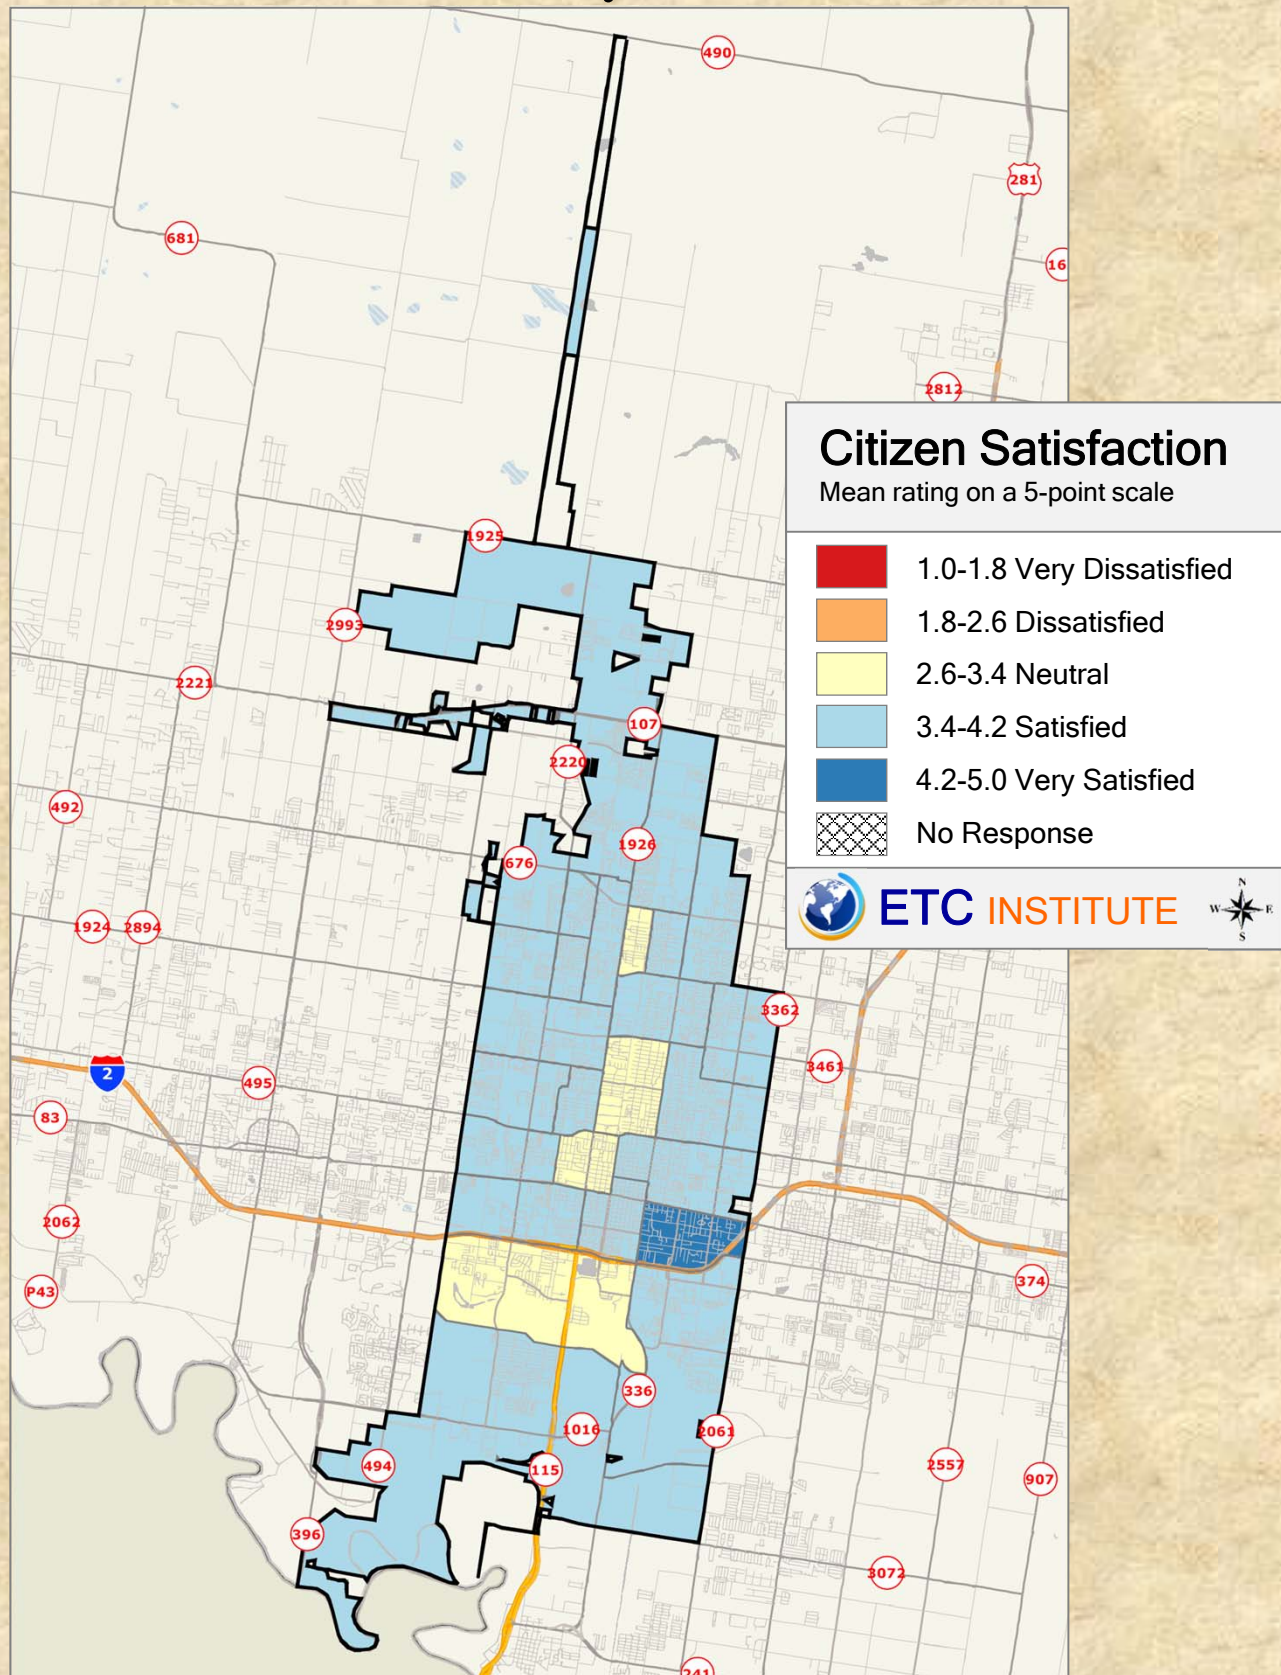 490
281
681
16
2812
Citizen Satisfaction
Mean rating on a 5-point scale
1.0-1.8 Very Dissatisfied
1.8-2.6 Dissatisfied
2.6-3.4 Neutral
3.4-4.2 Satisfied
4.2-5.0 Very Satisfied
No Response
ETC INSTITUTE
N
W
E
S
1925
2993
2221
107
2220
492
1926
676
1924
2894
3362
3461
2
495
83
2062
P43
374
336
1016
2061
494
115
2557
907
396
3072
241